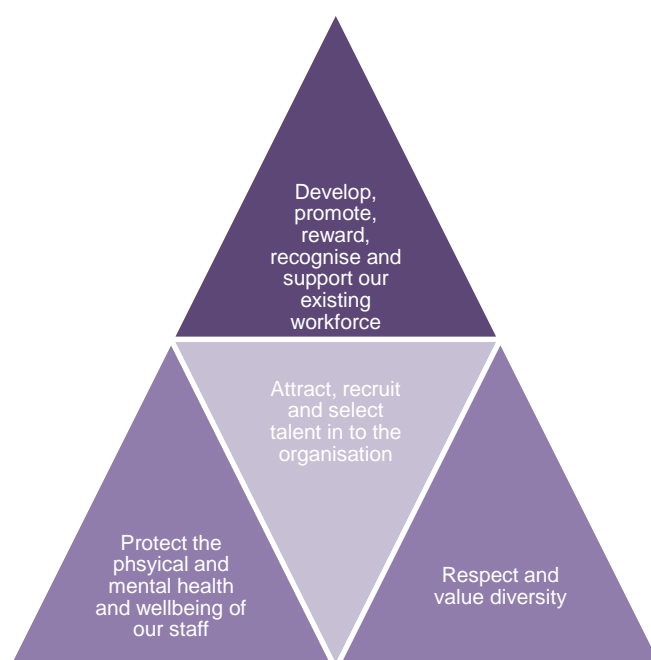 Develop,
promote,
reward,
recognise and
support our
existing
workforce
Attract, recruit
and select
talent in to the
organisation
Protect the
phsyical and
mental health
and wellbeing of
our staff
Respect and
value diversity